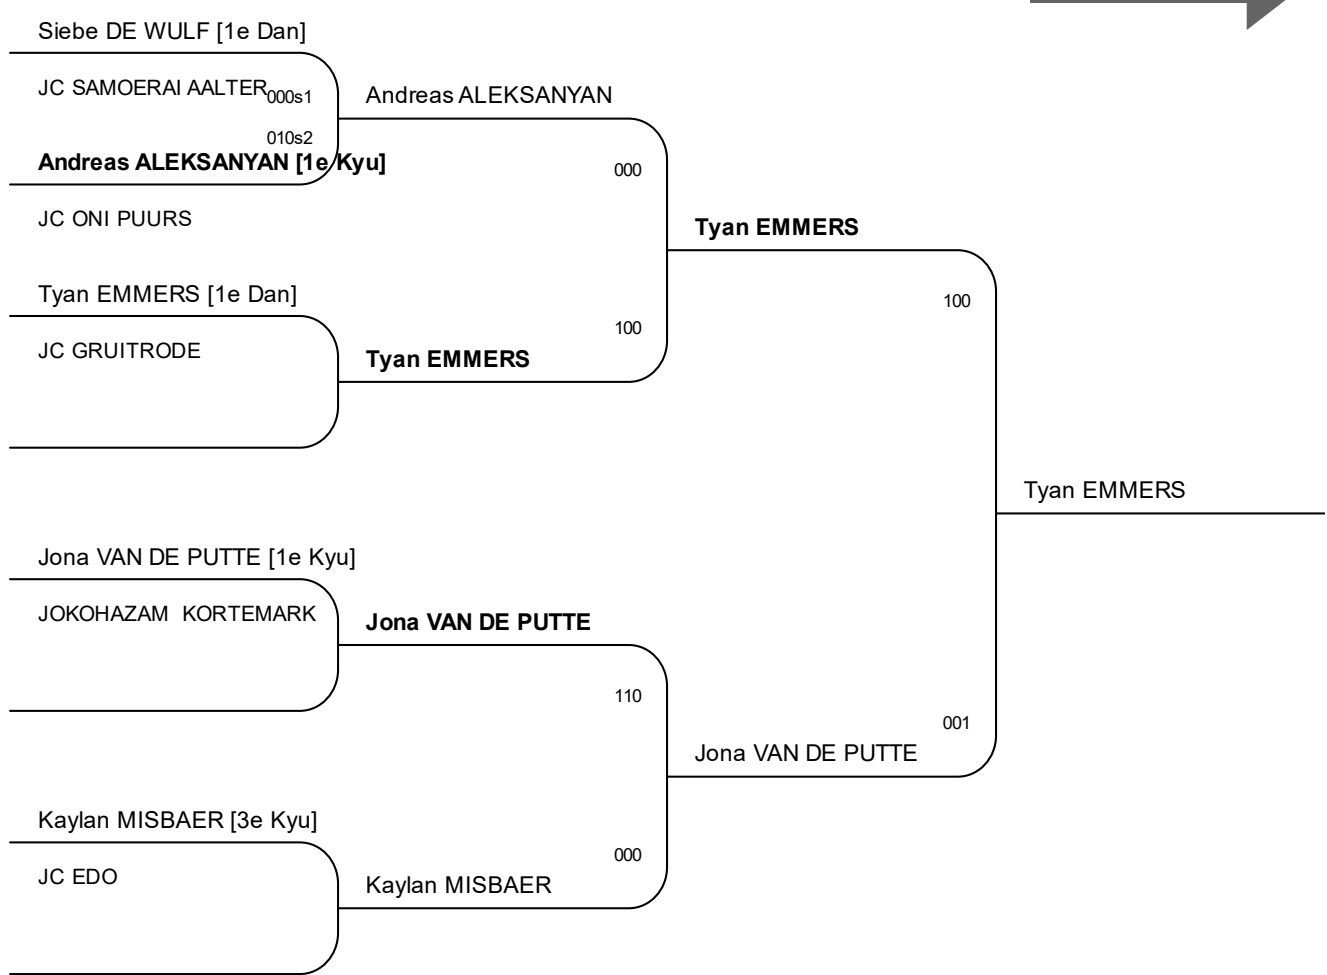 Siebe DE WULF [1e Dan]
JC SAMOERAI AALTER
000s1
010s2
Andreas ALEKSANYAN [1e Kyu]
JC ONI PUURS
Andreas ALEKSANYAN
000
Tyan EMMERS [1e Dan]
JC GRUITRODE
100
Tyan EMMERS
Tyan EMMERS
100
Tyan EMMERS
Jona VAN DE PUTTE [1e Kyu]
JOKOHAZAM KORTEMARK
Jona VAN DE PUTTE
110
001
Jona VAN DE PUTTE
Kaylan MISBAER [3e Kyu]
JC EDO
000
Kaylan MISBAER